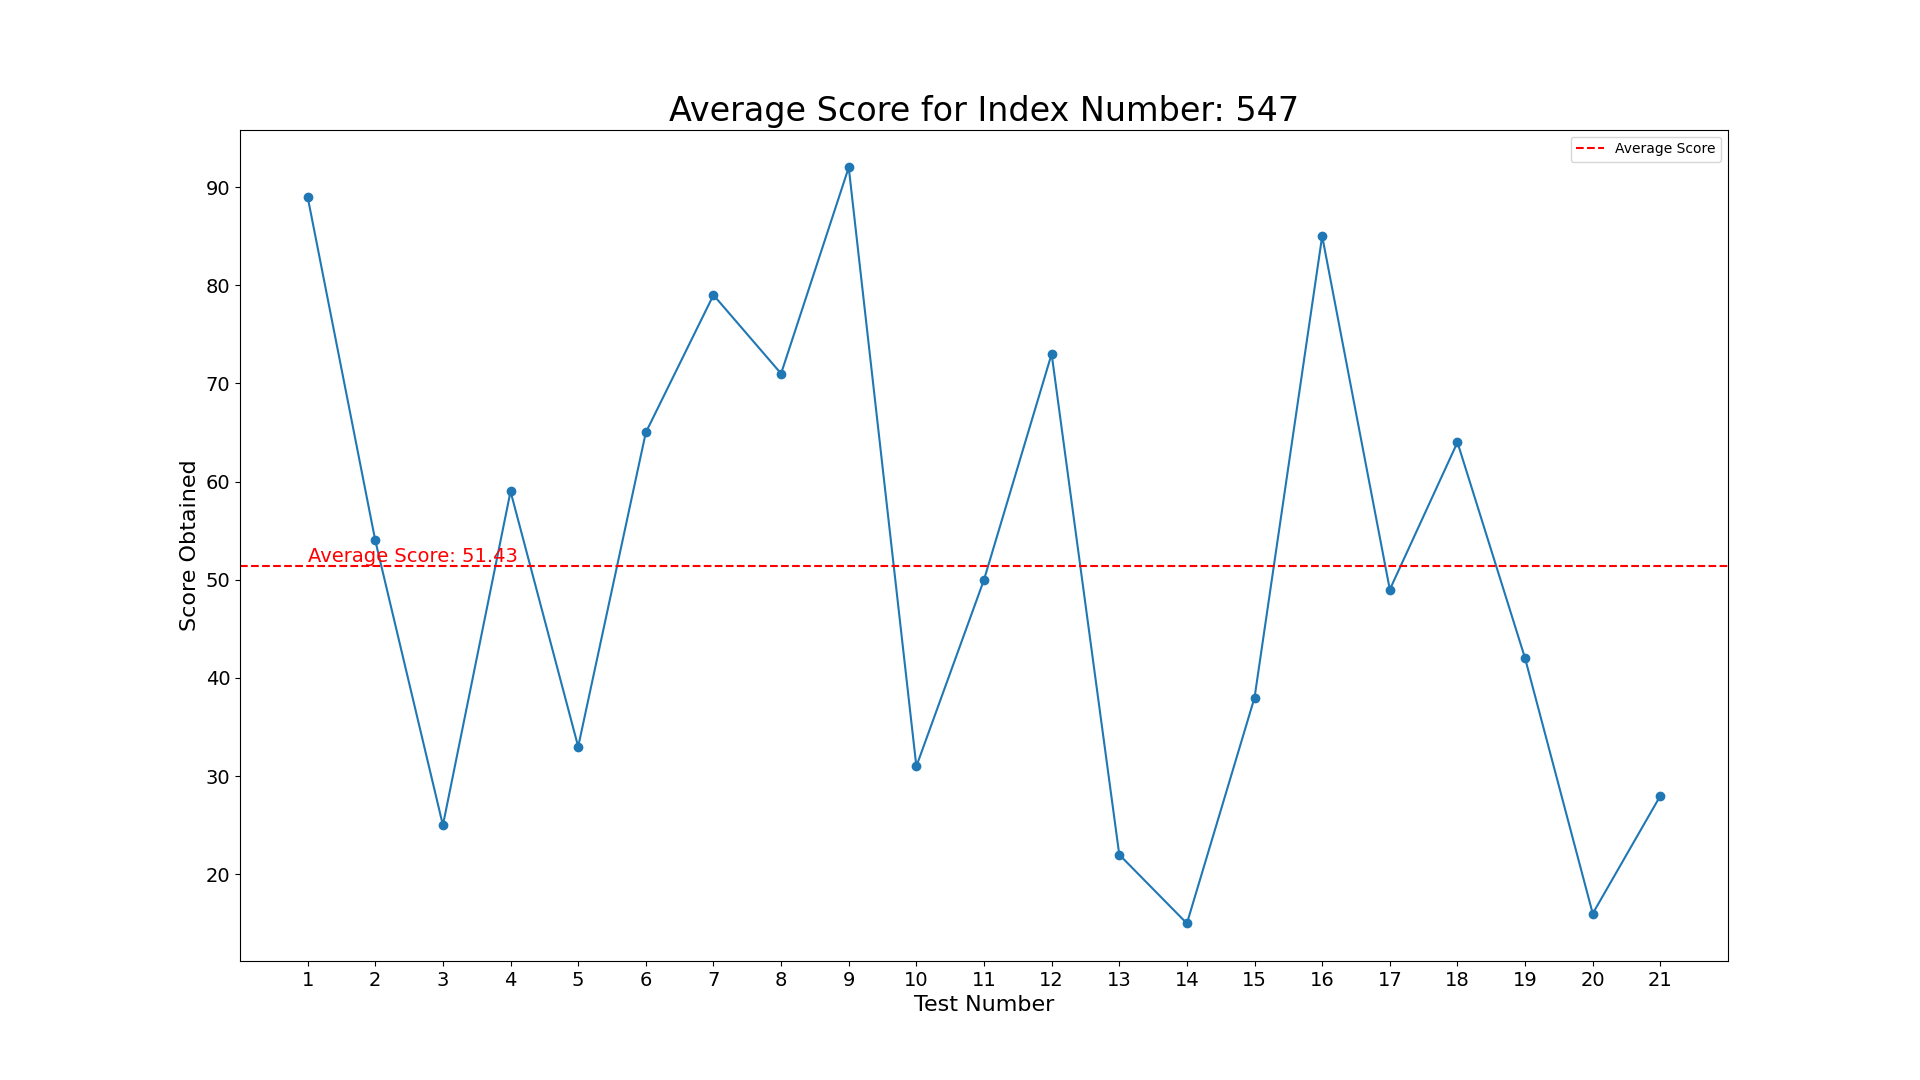 Average Score for Index Number: 547
Average Score
90
80
70
60
50
40
30
20
Score Obtained
Average Score: 51.43
1 2 3 4 5 6 7 8 9 10 11 12 13 14 15 16 17 18 19 20 21
Test Number